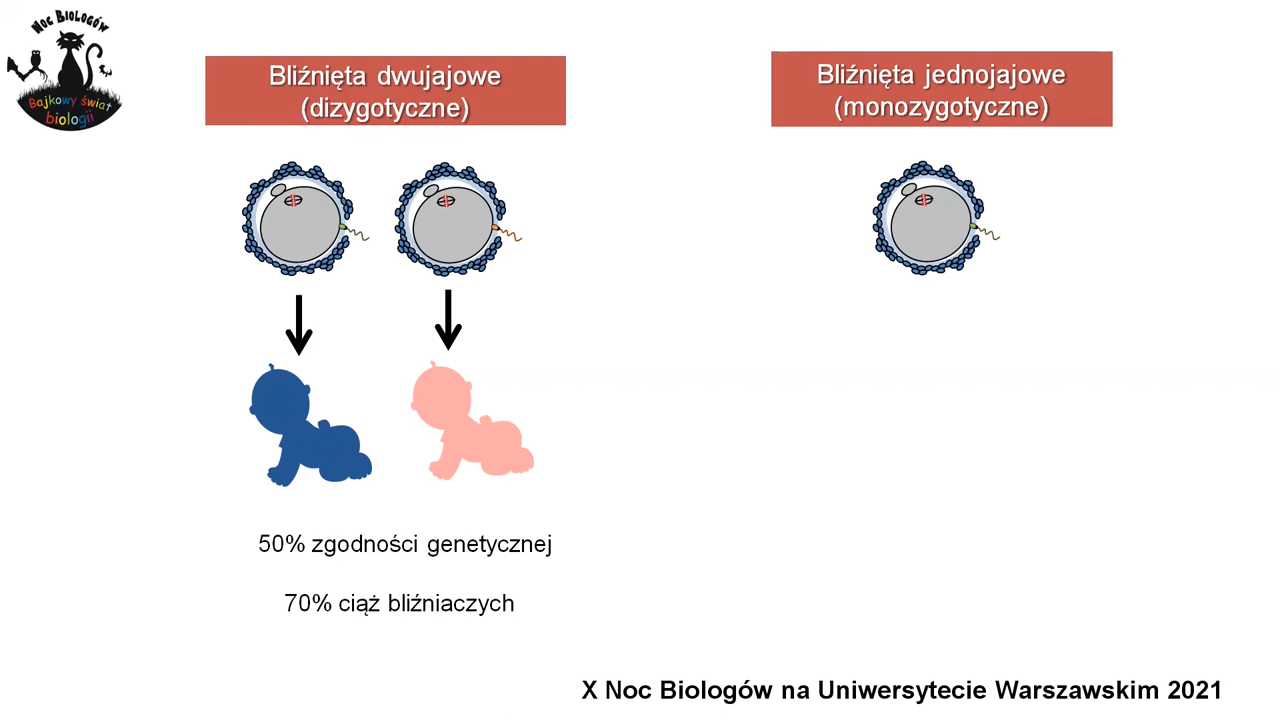 Noc Biologów
Bajkowy świat
biologii
Bliźnięta dwujajowe
(dizygotyczne)
Bliźnięta jednojajowe
(monozygotyczne)
50% zgodności genetycznej
70% ciąż bliźniaczych
X Noc Biologów na Uniwersytecie Warszawskim 2021